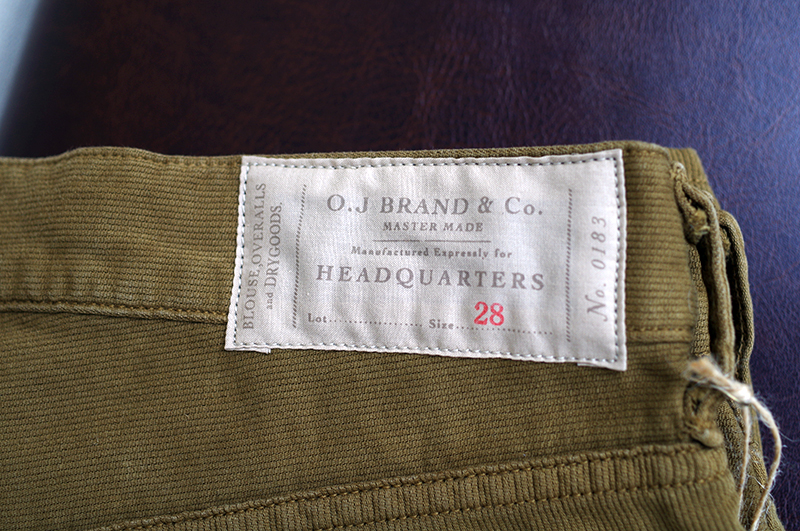 BLOUSE, OVERALLS
and DRYGOODS.
O.J BRAND & Co.
MASTER MADE
Manufactured Expressly for
HEADQUARTERS
Lot.................... Size.....28...............
No. 0183